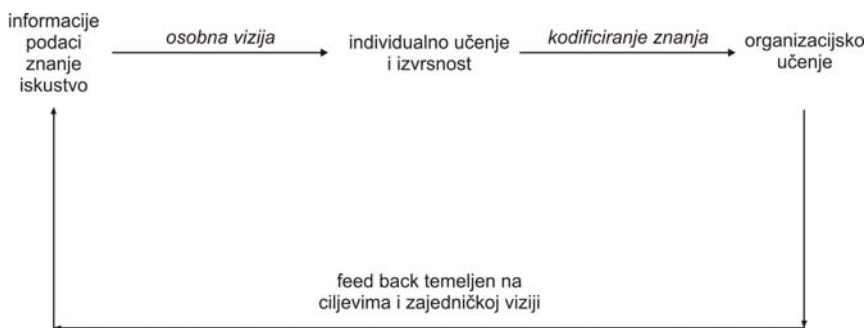 informacije
podaci
znanje
iskustvo
osobna vizija
individualno učenje
i izvrsnost
kodificiranje znanja
organizacijsko
učenje
feed back temeljen na
ciljevima i zajedničkoj viziji